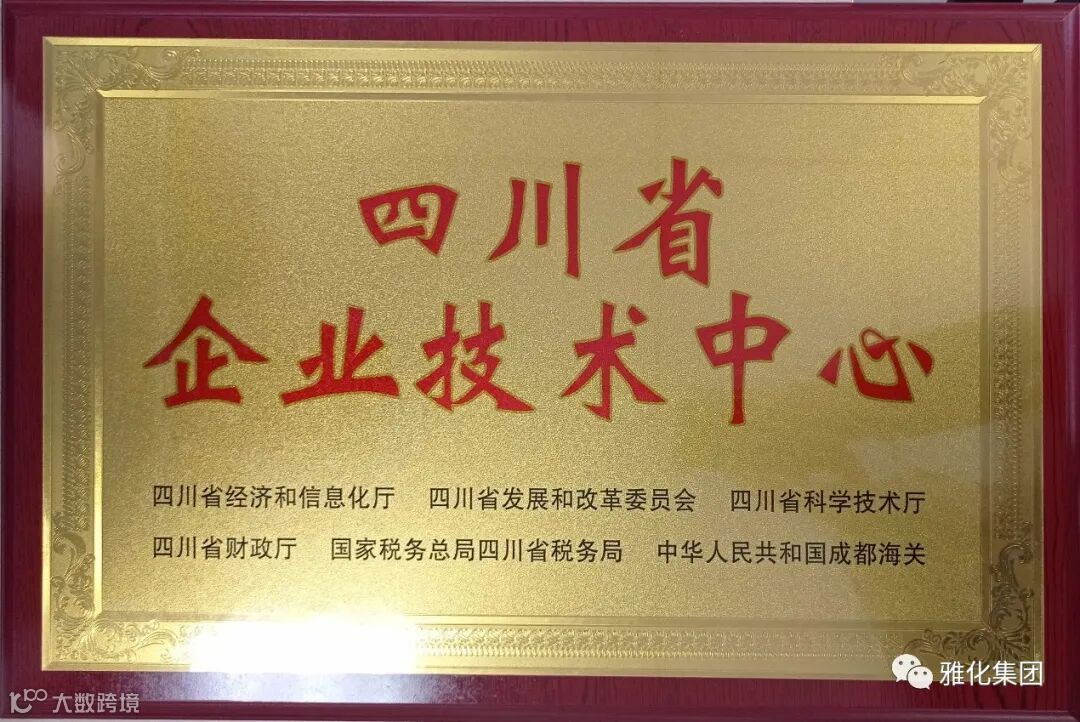 四川省
企业技术中心
四川省经济和信息化厅 四川省发展和改革委员会 四川省科学技术厅
四川省财政厅 国家税务总局四川省税务局 中华人民共和国成都海关
雅化集团
大数跨境